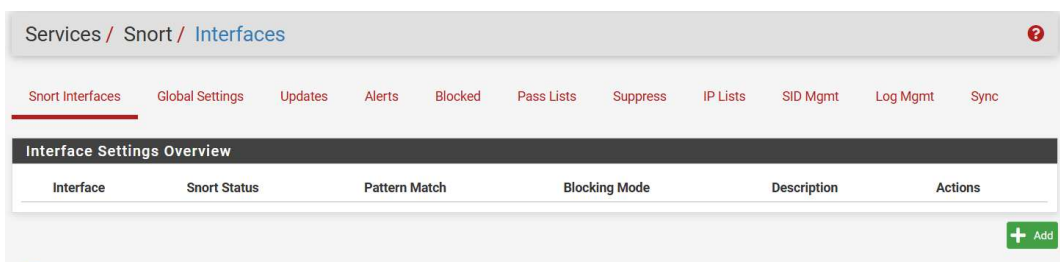 Services / Snort / Interfaces
Snort Interfaces Global Settings Updates Alerts Blocked Pass Lists Suppress IP Lists SID Mgmt Log Mgmt Sync
Interface Settings Overview
Interface Snort Status Pattern Match Blocking Mode Description Actions
Add